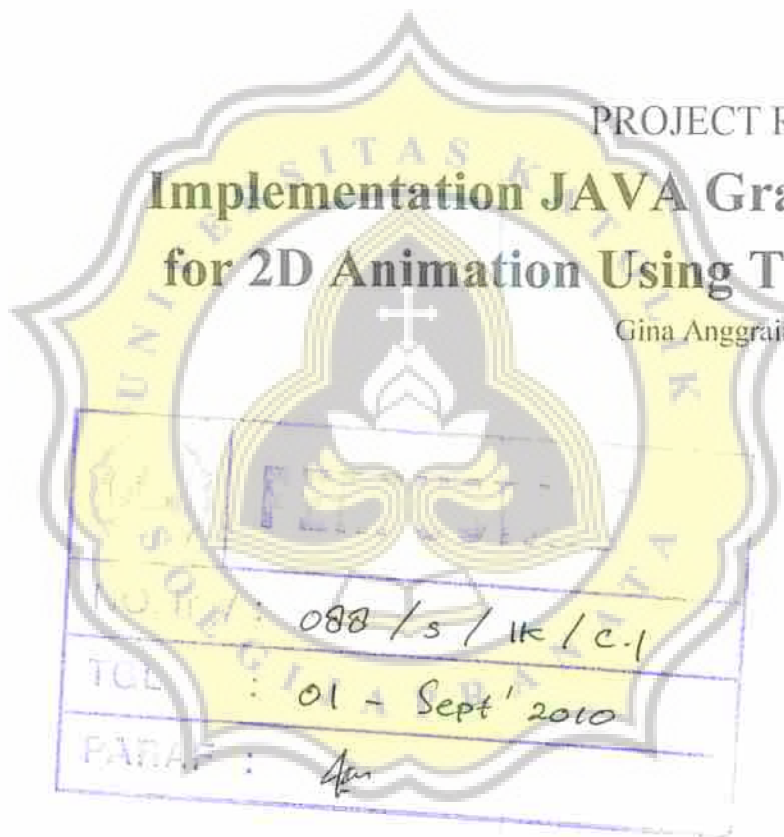 PROJECT
Implementation JAVA Gra
for 2D Animation Using T
Gina Anggrai
UNIVERSITAS KATOLIK
SOEGIJAPRANATA
: 088 / S / IK / C.1
TGL : 01 - Sept' 2010
PARAF :